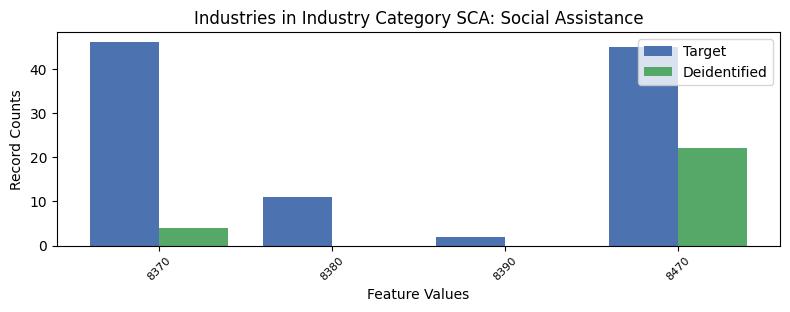 Industries in Industry Category SCA: Social Assistance
Target
Deidentified
Record Counts
40
30
20
10
0
8370
8380
8390
8470
Feature Values